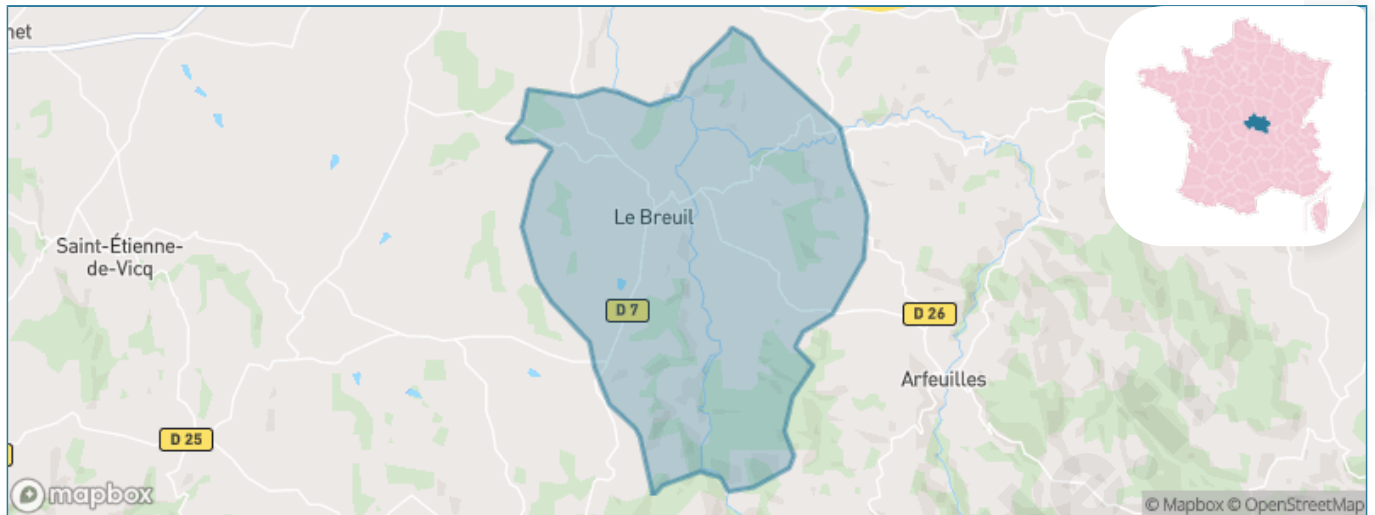 Le Breuil
Saint-Étienne-
de-Vicq
D 7
D 26
Arfeuilles
D 25
mapbox
© Mapbox © OpenStreetMap